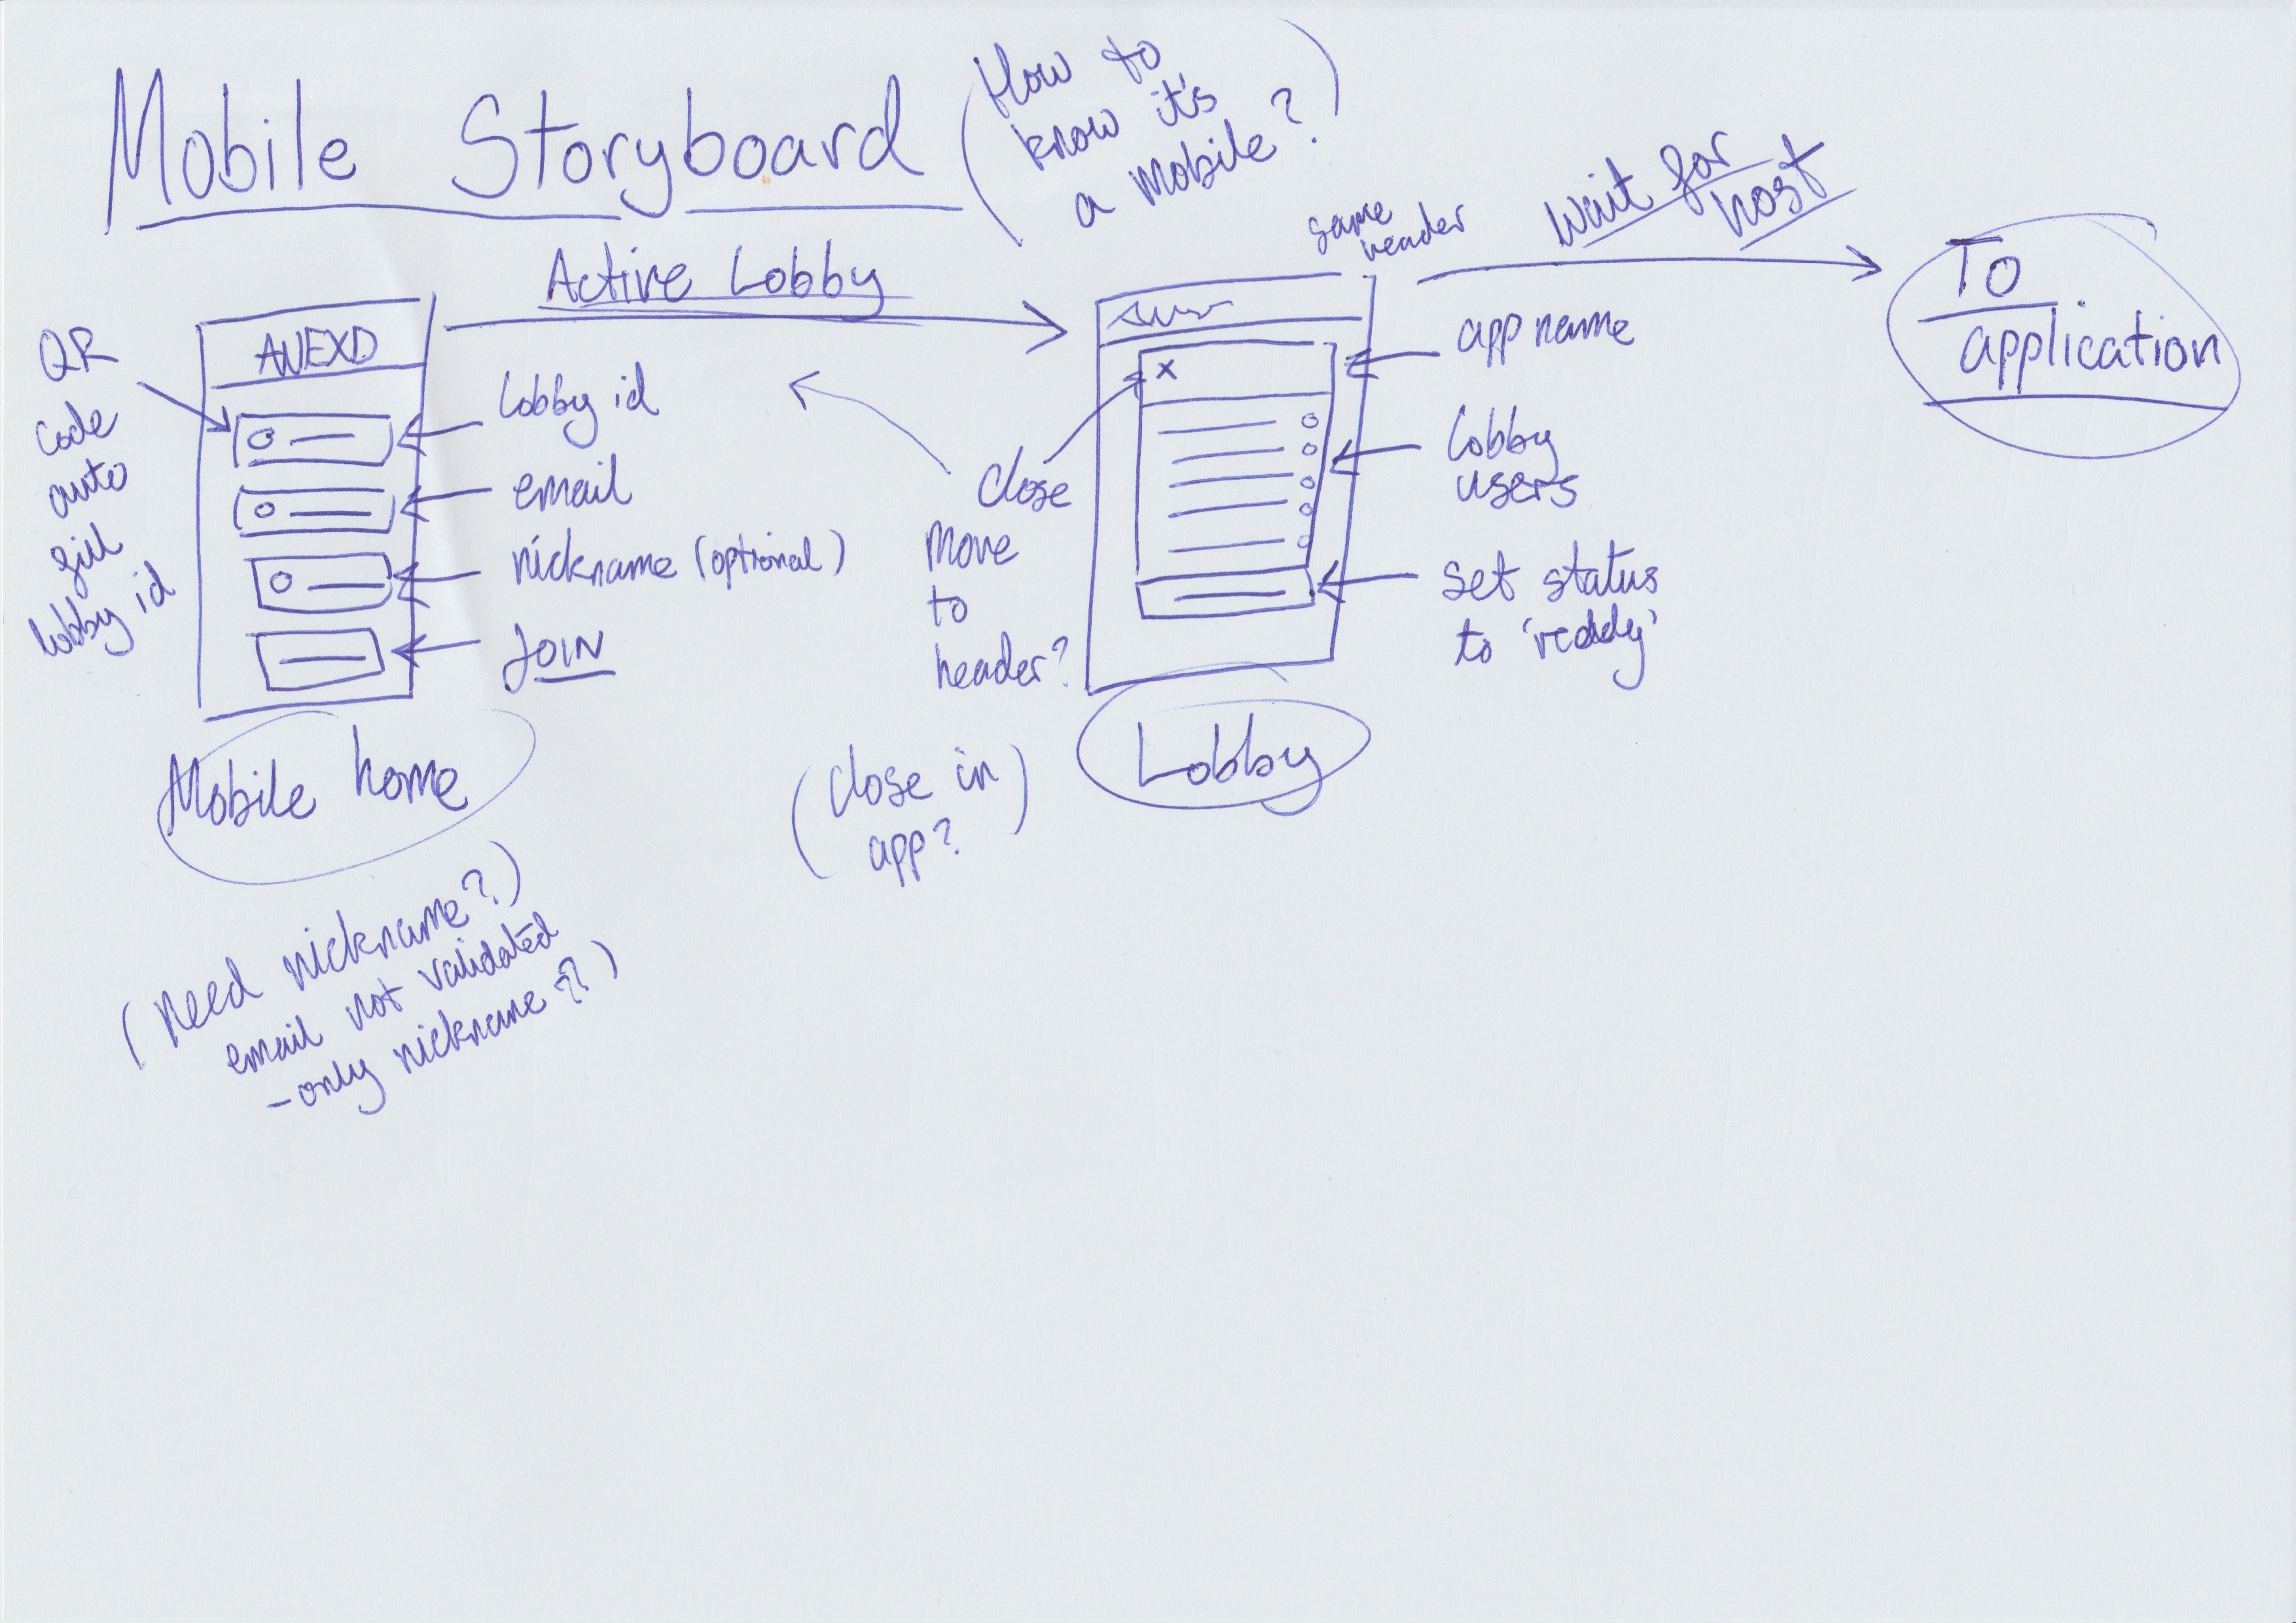 Mobile Storyboard
(How to
know it's
a mobile?)
Active Lobby
same
header
Wait for
host
To
application
QR
code
auto
fill
lobby id
ANEXD
lobby id
email
nickname (optional)
JOIN
Mobile home
(Need nickname?)
email not validated
-only nickname??)
close
Move
to
header?
(close in
app?)
x
app name
lobby
users
set status
to 'reddy'
Lobby